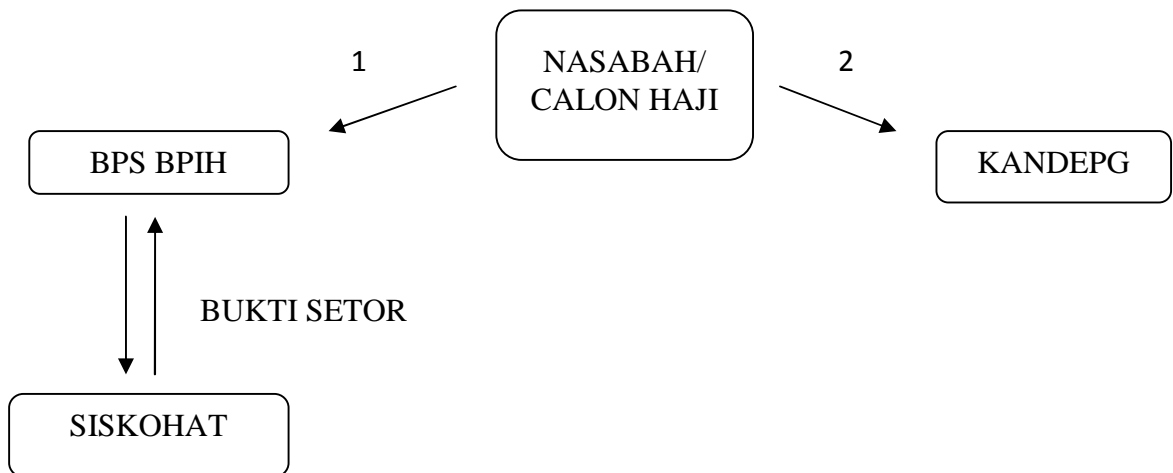 1
NASABAH/
CALON HAJI
2
BPS BPIH
KANDEPG
BUKTI SETOR
SISKOHAT